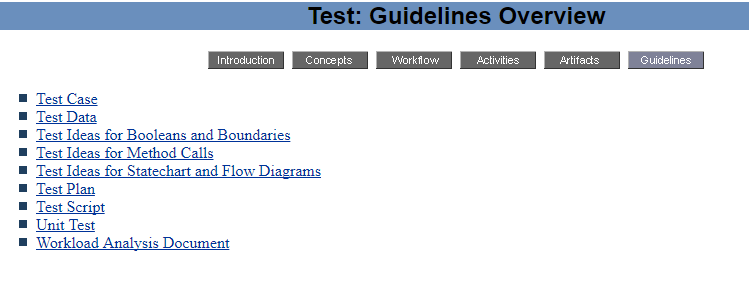 Test: Guidelines Overview
Introduction Concepts Workflow Activities Artifacts Guidelines
Test Case
Test Data
Test Ideas for Booleans and Boundaries
Test Ideas for Method Calls
Test Ideas for Statechart and Flow Diagrams
Test Plan
Test Script
Unit Test
Workload Analysis Document